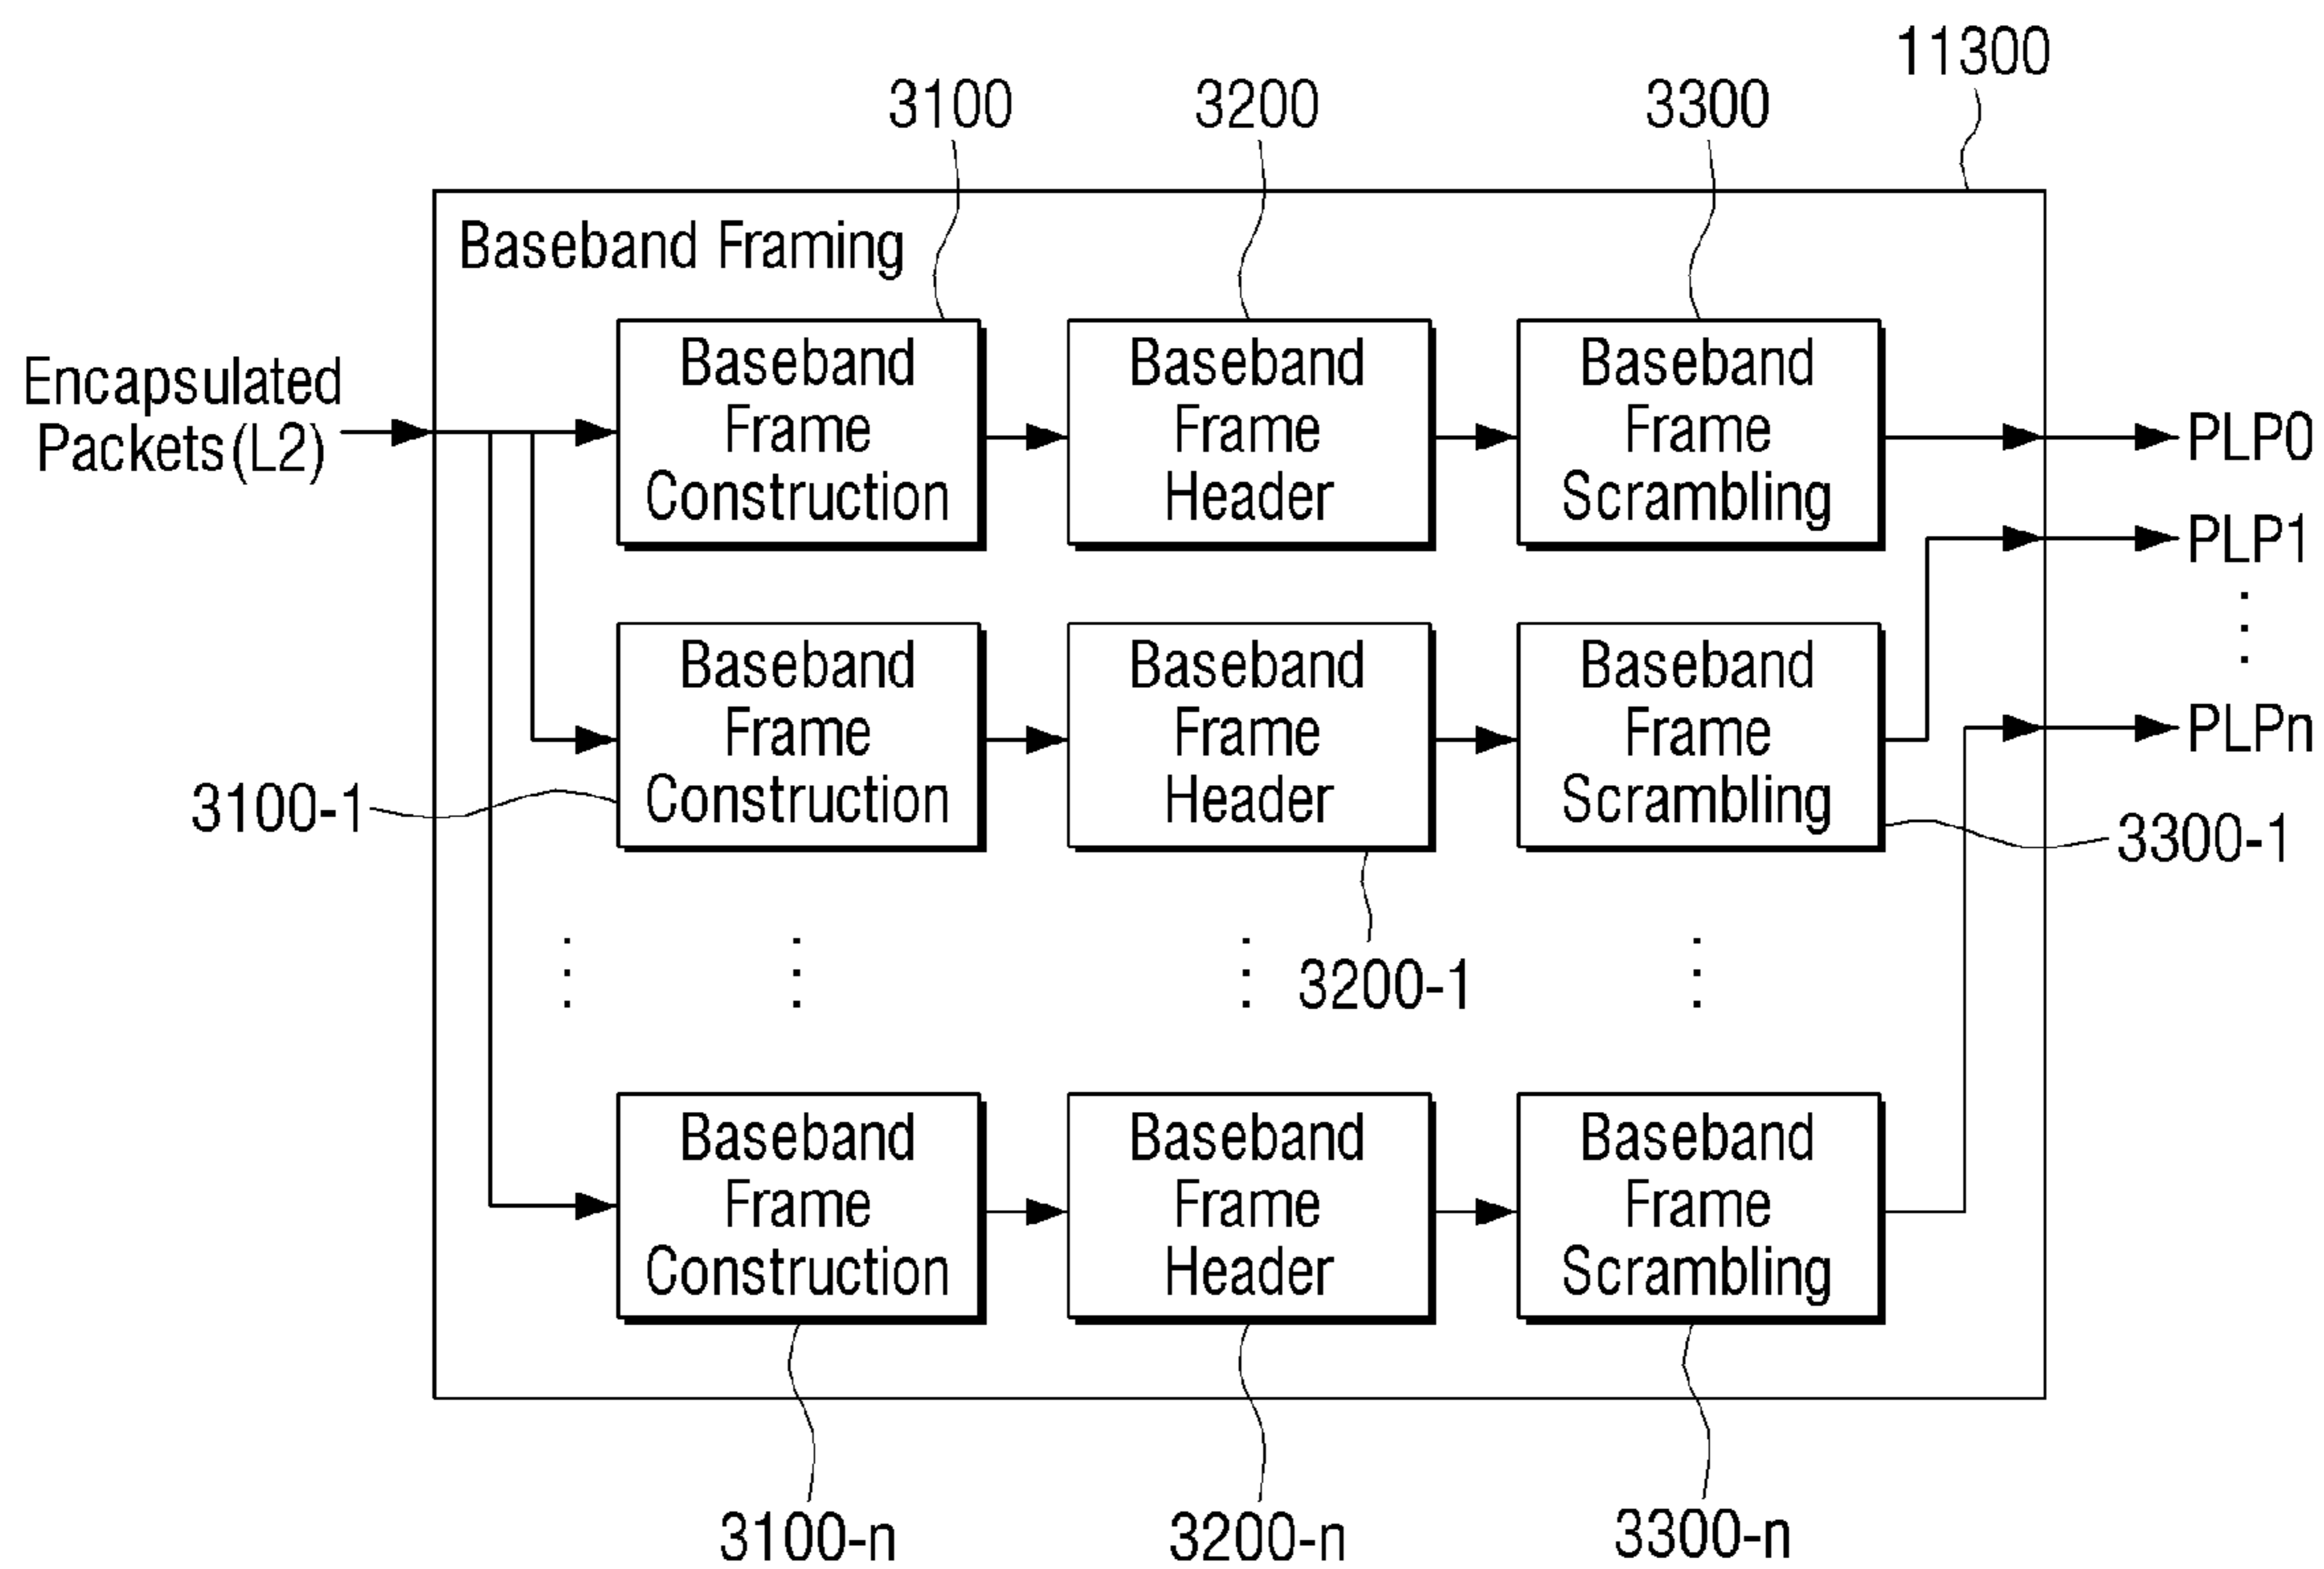 11300
3100
3200
3300
Baseband Framing
Encapsulated
Packets(L2)
Baseband
Frame
Construction
Baseband
Frame
Header
Baseband
Frame
Scrambling
PLP0
PLP1
PLPn
Baseband
Frame
Construction
Baseband
Frame
Header
Baseband
Frame
Scrambling
3100-1
3300-1
3200-1
Baseband
Frame
Construction
Baseband
Frame
Header
Baseband
Frame
Scrambling
3100-n
3200-n
3300-n